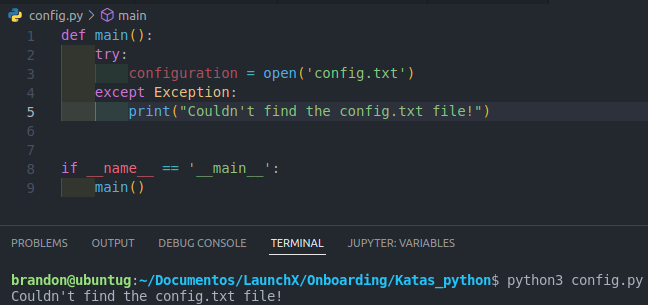 config.py > main
1 def main():
2     try:
3         configuration = open('config.txt')
4     except Exception:
5         print("Couldn't find the config.txt file!")
6
7
8 if __name__ == '__main__':
9     main()
PROBLEMS OUTPUT DEBUG CONSOLE TERMINAL JUPYTER: VARIABLES
brandon@ubuntug:~/Documentos/LaunchX/Onboarding/Katas_python$ python3 config.py
Couldn't find the config.txt file!